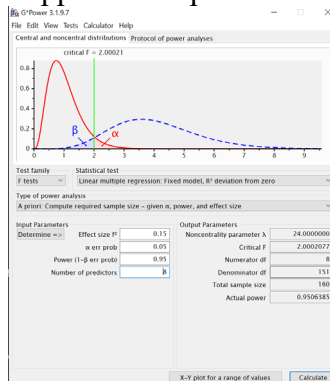 G*Power 3.1.9.7
File Edit View Tests Calculator Help
Central and noncentral distributions Protocol of power analyses
critical F = 2.00021
0.8
0.6
0.4
0.2
0
β α
0 1 2 3 4 5 6 7 8 9
Test family Statistical test
F tests Linear multiple regression: Fixed model, R² deviation from zero
Type of power analysis
A priori: Compute required sample size – given α, power, and effect size
Input Parameters Output Parameters
Determine => Effect size f² 0.15 Noncentrality parameter λ 24.0000000
α err prob 0.05 Critical F 2.0002077
Power (1-β err prob) 0.95 Numerator df 8
Number of predictors 8 Denominator df 151
Total sample size 160
Actual power 0.9506385
X-Y plot for a range of values Calculate